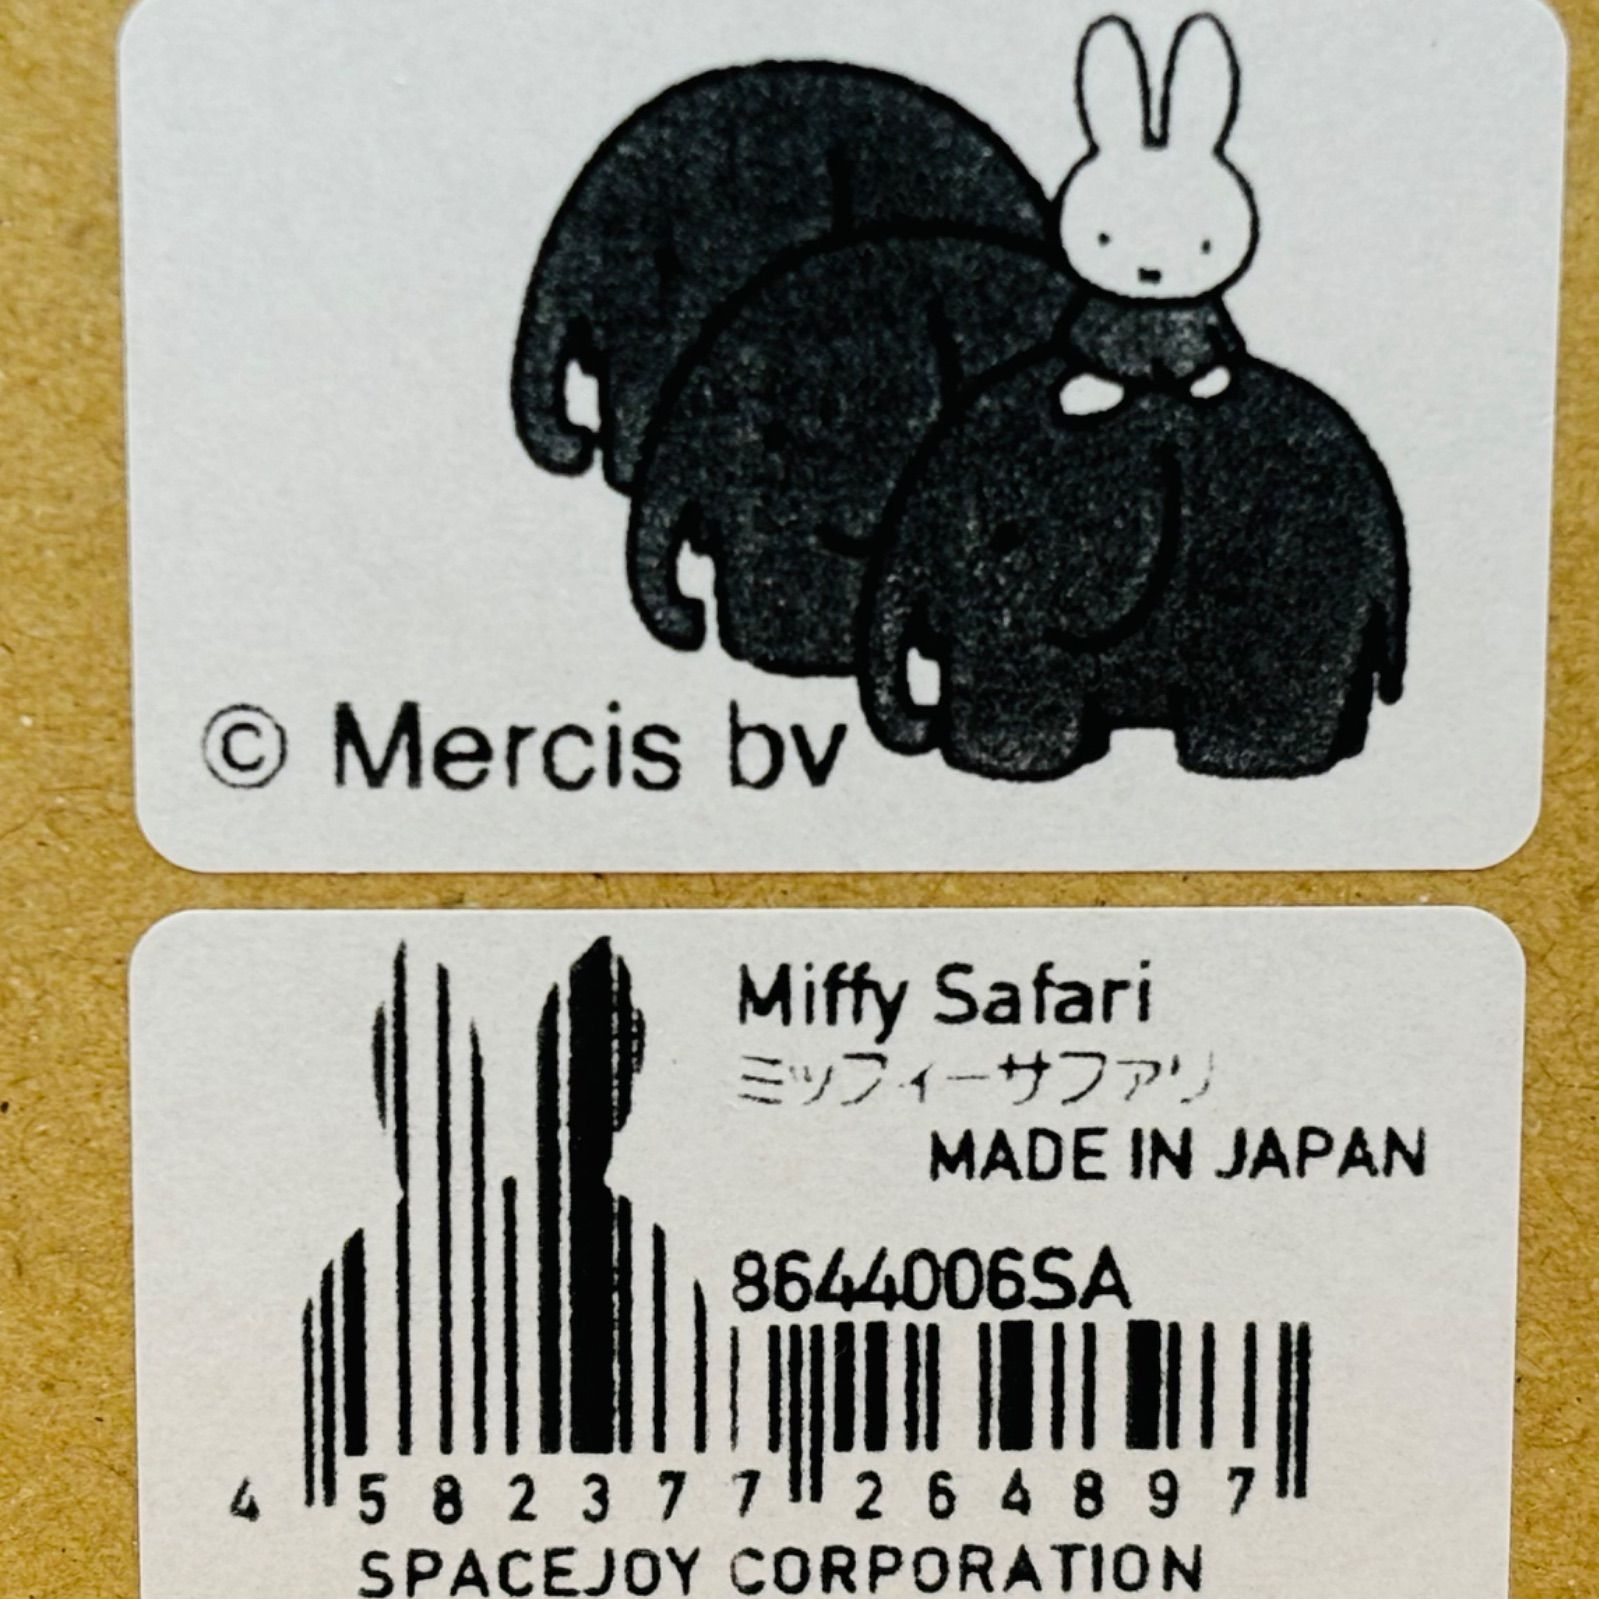 © Mercis bv
Miffy Safari
ミッフィーサファリ
MADE IN JAPAN
8644006SA
4 582377 264897
SPACEJOY CORPORATION